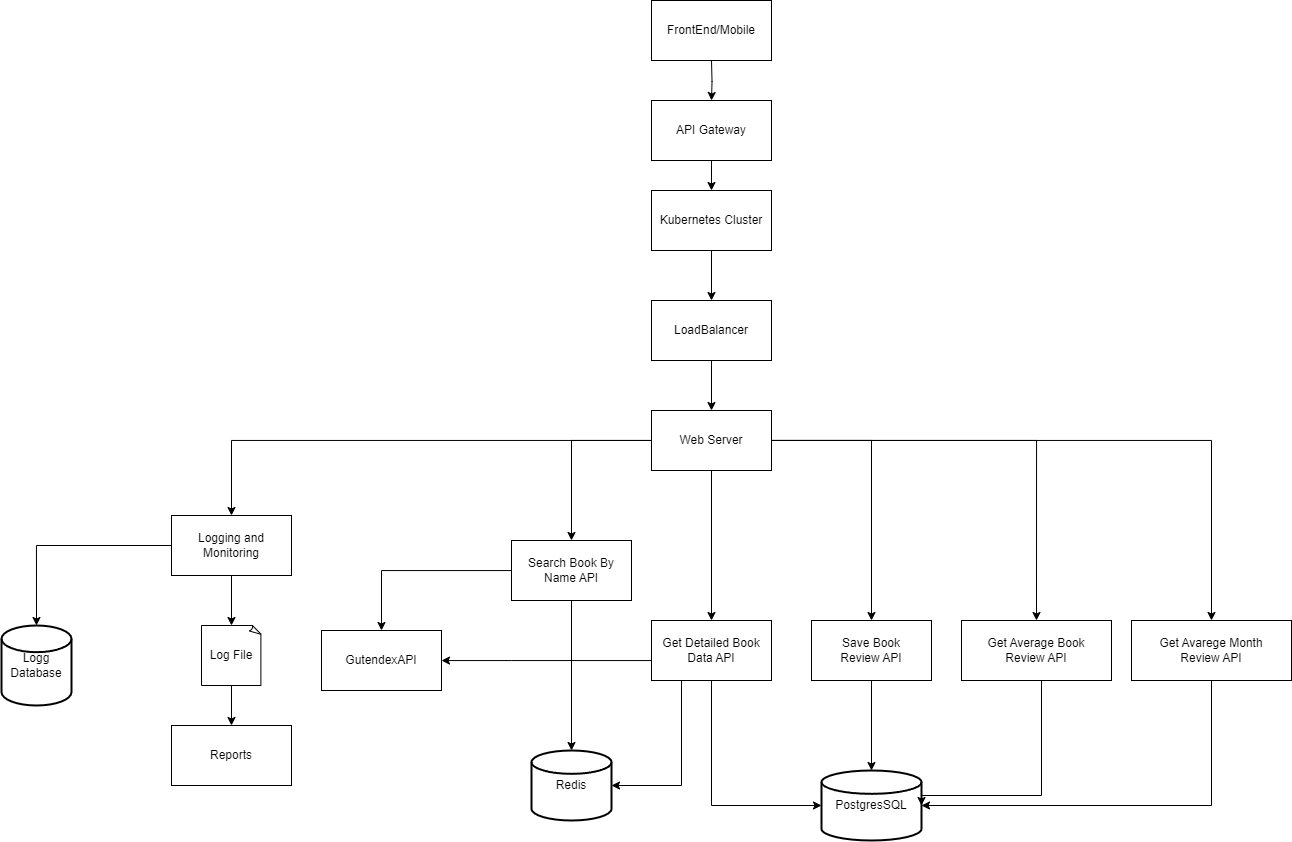 FrontEnd/Mobile
API Gateway
Kubernetes Cluster
LoadBalancer
Web Server
Logging and
Monitoring
Search Book By
Name API
Logg
Database
Log File
GutendexAPI
Get Detailed Book
Data API
Save Book
Review API
Get Average Book
Review API
Get Avarege Month
Review API
Reports
Redis
PostgresSQL